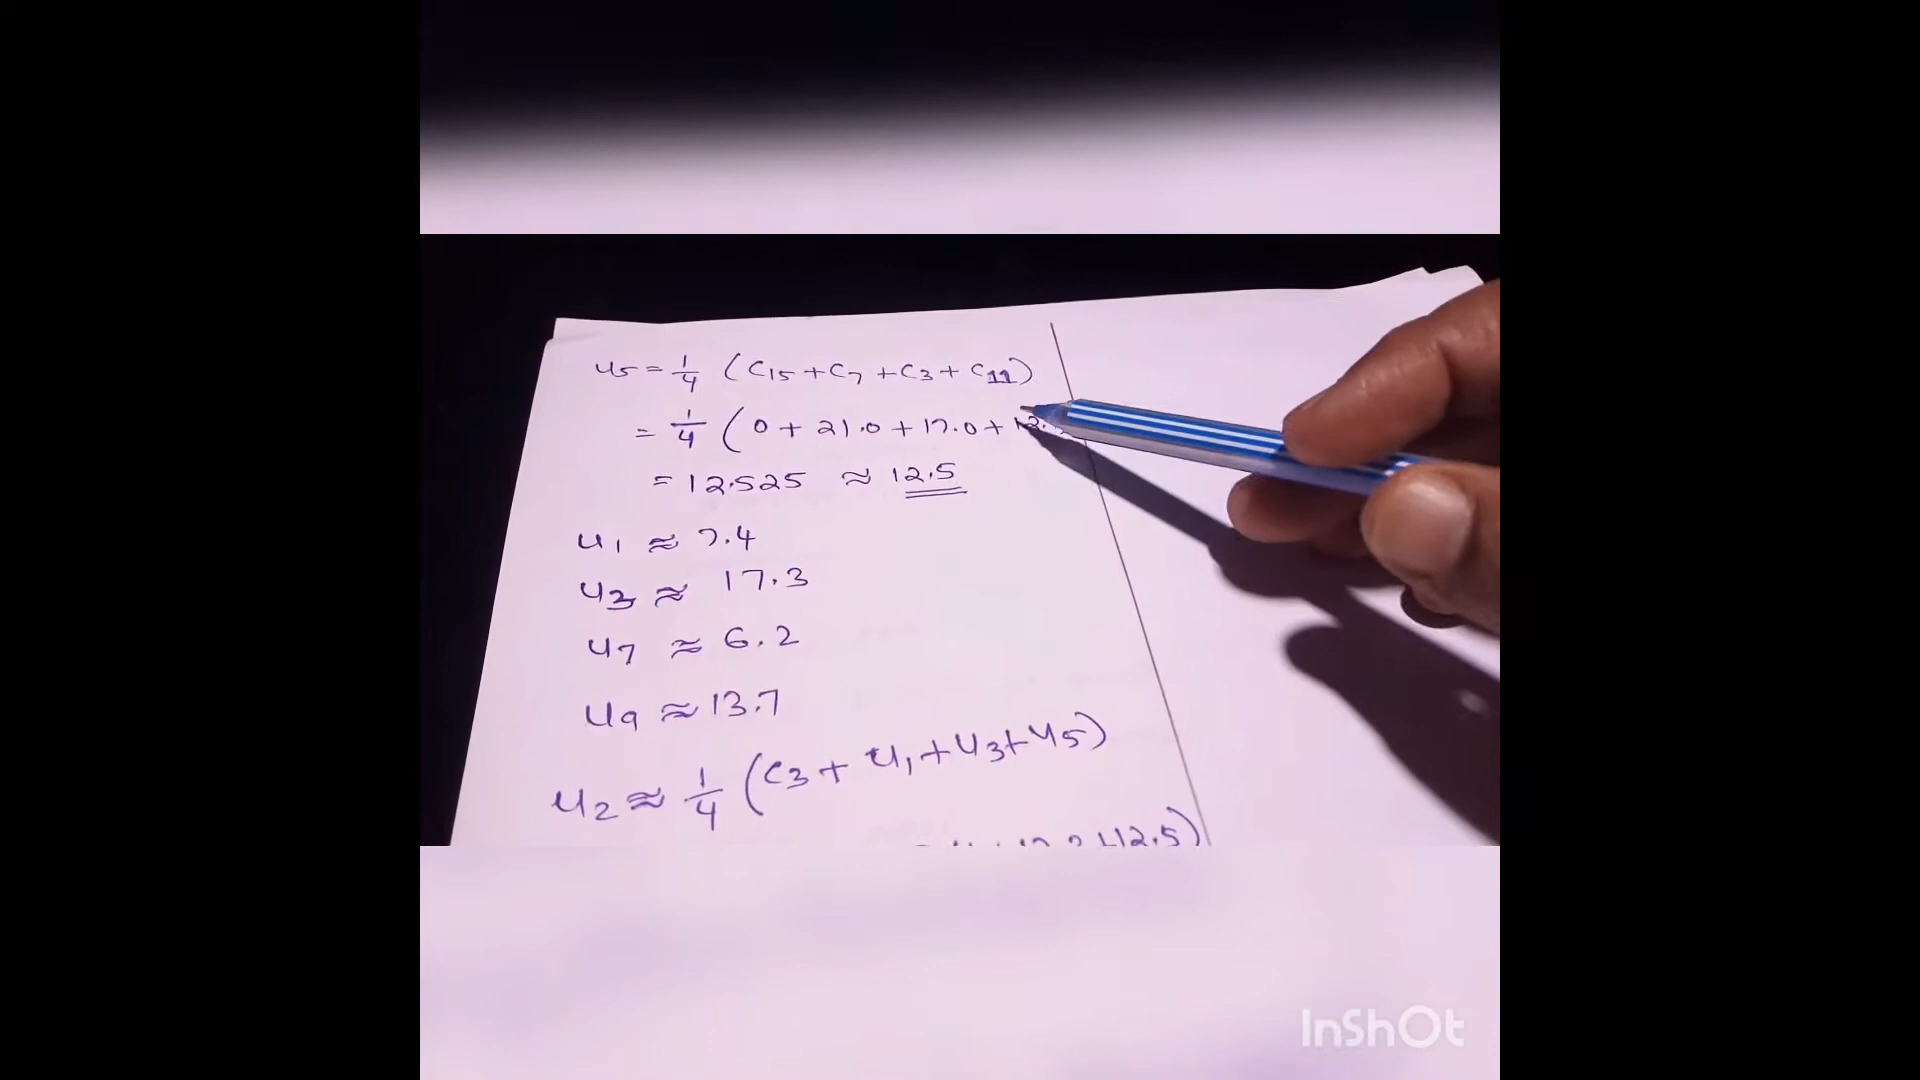 u5 = 1/4 (C15 + C7 + C3 + C11)
= 1/4 ( 0 + 21.0 + 17.0 + 12.
= 12.525 ≈ 12.5
u1 ≈ 7.4
u3 ≈ 17.3
u7 ≈ 6.2
u9 ≈ 13.7
u2 ≈ 1/4 (C3 + u1 + u3 + u5)
12.5)
InShOt